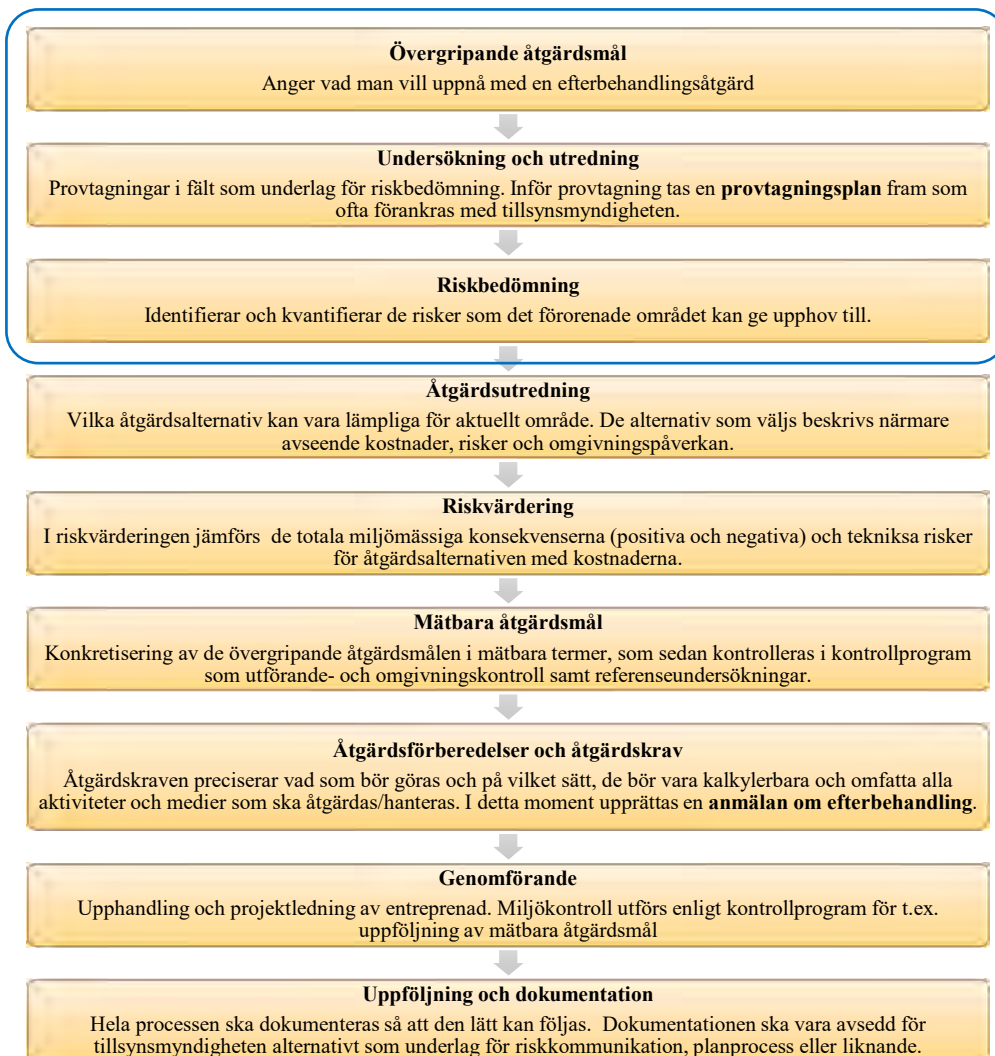 Övergripande åtgärdsmål
Anger vad man vill uppnå med en efterbehandlingsåtgärd
Undersökning och utredning
Provtagningar i fält som underlag för riskbedömning. Inför provtagning tas en provtagningsplan fram som
ofta förankras med tillsynsmyndigheten.
Riskbedömning
Identifierar och kvantifierar de risker som det förorenade området kan ge upphov till.
Åtgärdsutredning
Vilka åtgärdsalternativ kan vara lämpliga för aktuellt område. De alternativ som väljs beskrivs närmare
avseende kostnader, risker och omgivningspåverkan.
Riskvärdering
I riskvärderingen jämförs de totala miljömässiga konsekvenserna (positiva och negativa) och tekniksa risker
för åtgärdsalternativen med kostnaderna.
Mätbara åtgärdsmål
Konkretisering av de övergripande åtgärdsmålen i mätbara termer, som sedan kontrolleras i kontrollprogram
som utförande- och omgivningskontroll samt referenseundersökningar.
Åtgärdsförberedelser och åtgärdskrav
Åtgärdskraven preciserar vad som bör göras och på vilket sätt, de bör vara kalkylerbara och omfatta alla
aktiviteter och medier som ska åtgärdas/hanteras. I detta moment upprättas en anmälan om efterbehandling.
Genomförande
Upphandling och projektledning av entreprenad. Miljökontroll utförs enligt kontrollprogram för t.ex.
uppföljning av mätbara åtgärdsmål
Uppföljning och dokumentation
Hela processen ska dokumenteras så att den lätt kan följas. Dokumentationen ska vara avsedd för
tillsynsmyndigheten alternativt som underlag för riskkommunikation, planprocess eller liknande.